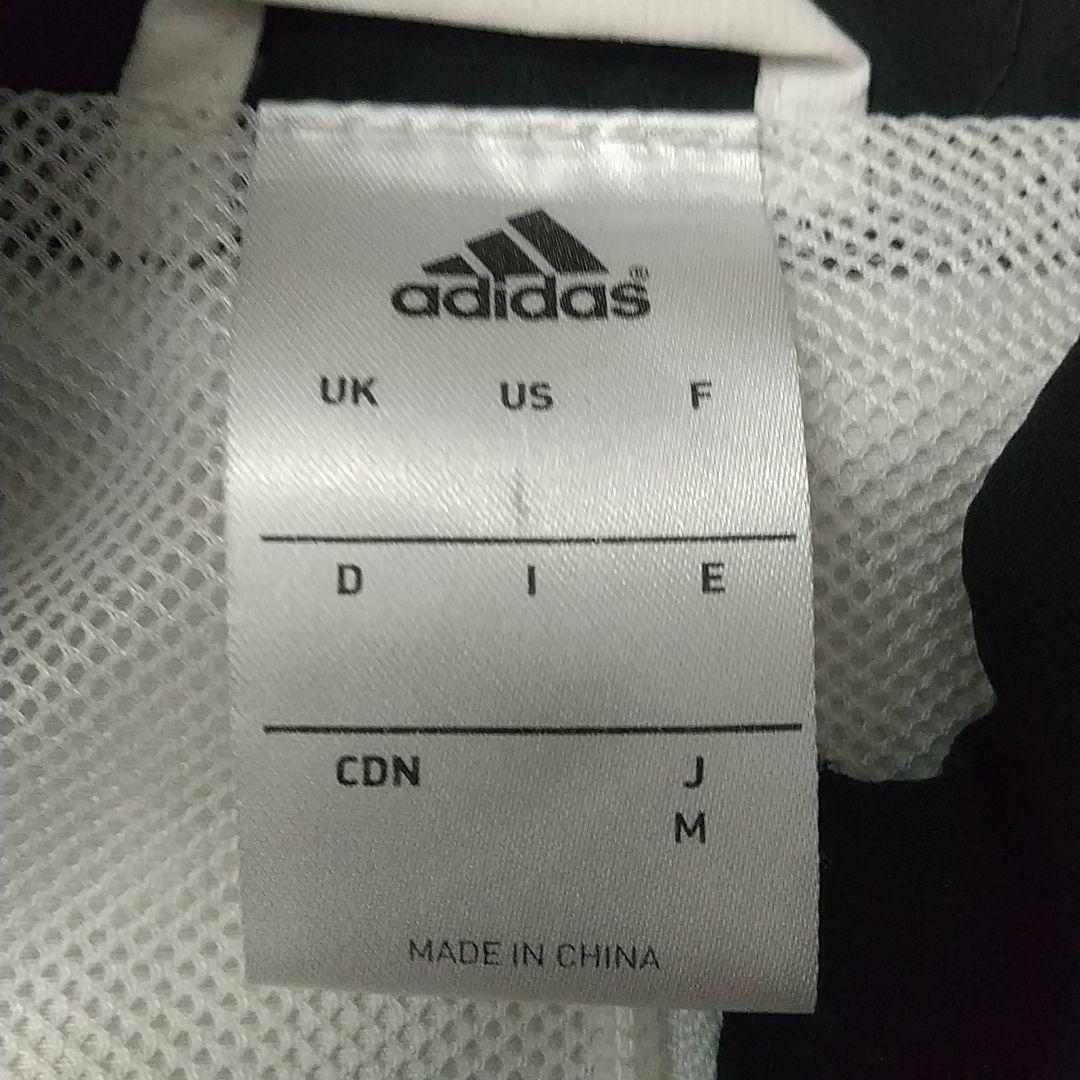 adidas®
UK US F
D I E
CDN J
M
MADE IN CHINA